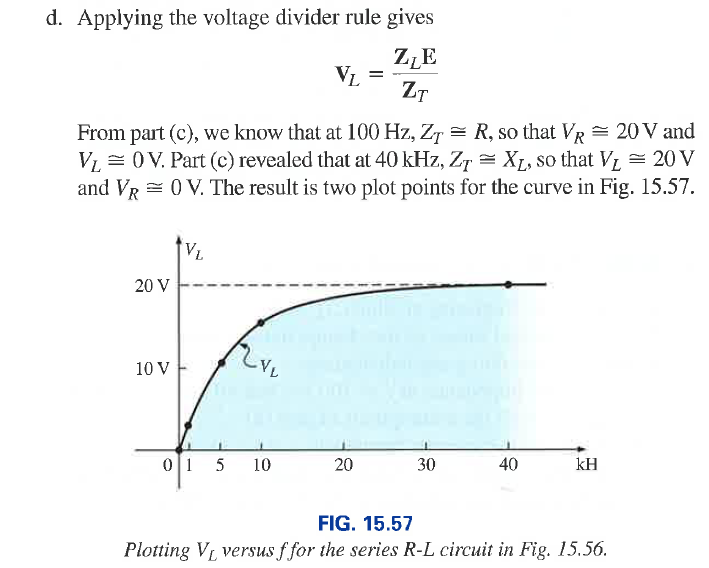 d. Applying the voltage divider rule gives
V_L = Z_L E / Z_T
From part (c), we know that at 100 Hz, Z_T ≅ R, so that V_R ≅ 20 V and
V_L ≅ 0 V. Part (c) revealed that at 40 kHz, Z_T ≅ X_L, so that V_L ≅ 20 V
and V_R ≅ 0 V. The result is two plot points for the curve in Fig. 15.57.
V_L
20 V
10 V
V_L
0 1 5 10 20 30 40 kH
FIG. 15.57
Plotting V_L versus f for the series R-L circuit in Fig. 15.56.